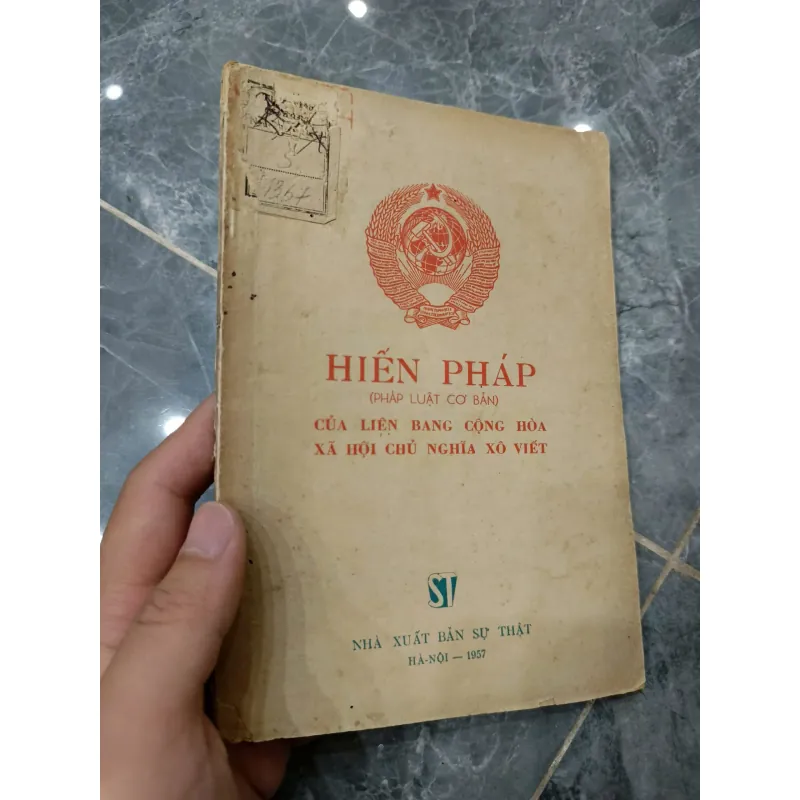 HIẾN PHÁP
(PHÁP LUẬT CƠ BẢN)
CỦA LIÊN BANG CỘNG HÒA
XÃ HỘI CHỦ NGHĨA XÔ VIẾT
ST
NHÀ XUẤT BẢN SỰ THẬT
HÀ-NỘI — 1957